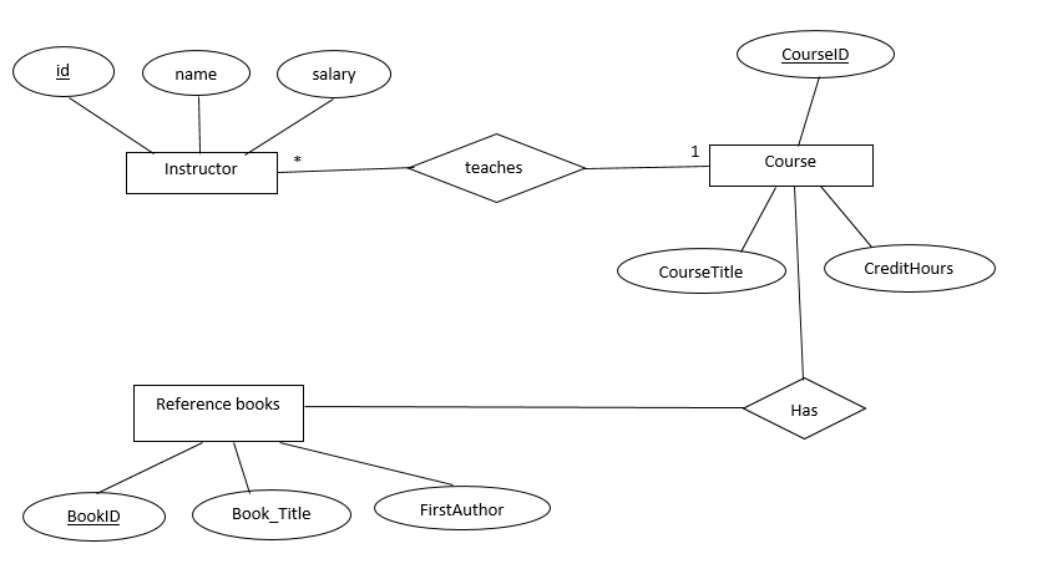 CourseID
id
name
salary
Instructor
*
teaches
1
Course
CourseTitle
CreditHours
Reference books
Has
BookID
Book_Title
FirstAuthor